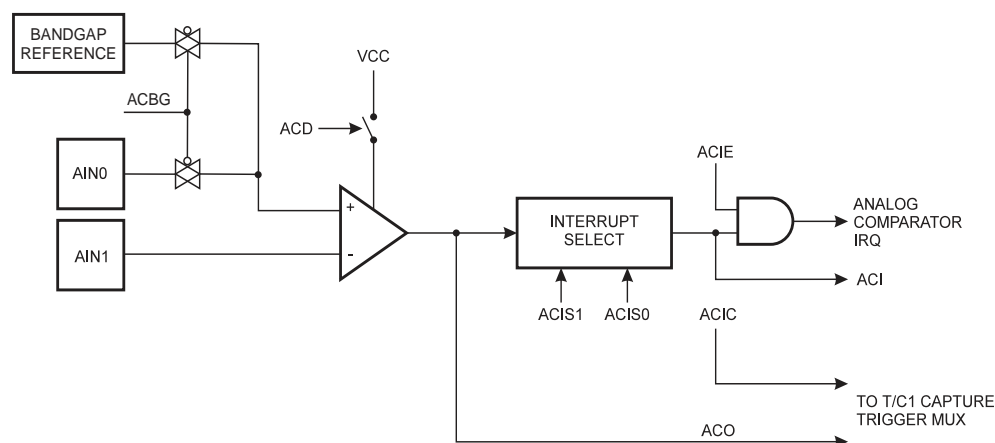 BANDGAP
REFERENCE
VCC
ACBG
ACD
ACIE
AIN0
+
ANALOG
COMPARATOR
IRQ
INTERRUPT
SELECT
AIN1
-
ACI
ACIS1
ACIS0
ACIC
TO T/C1 CAPTURE
TRIGGER MUX
ACO